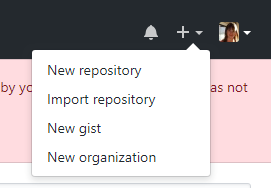 New repository
by yo
Import repository
as not
New gist
New organization